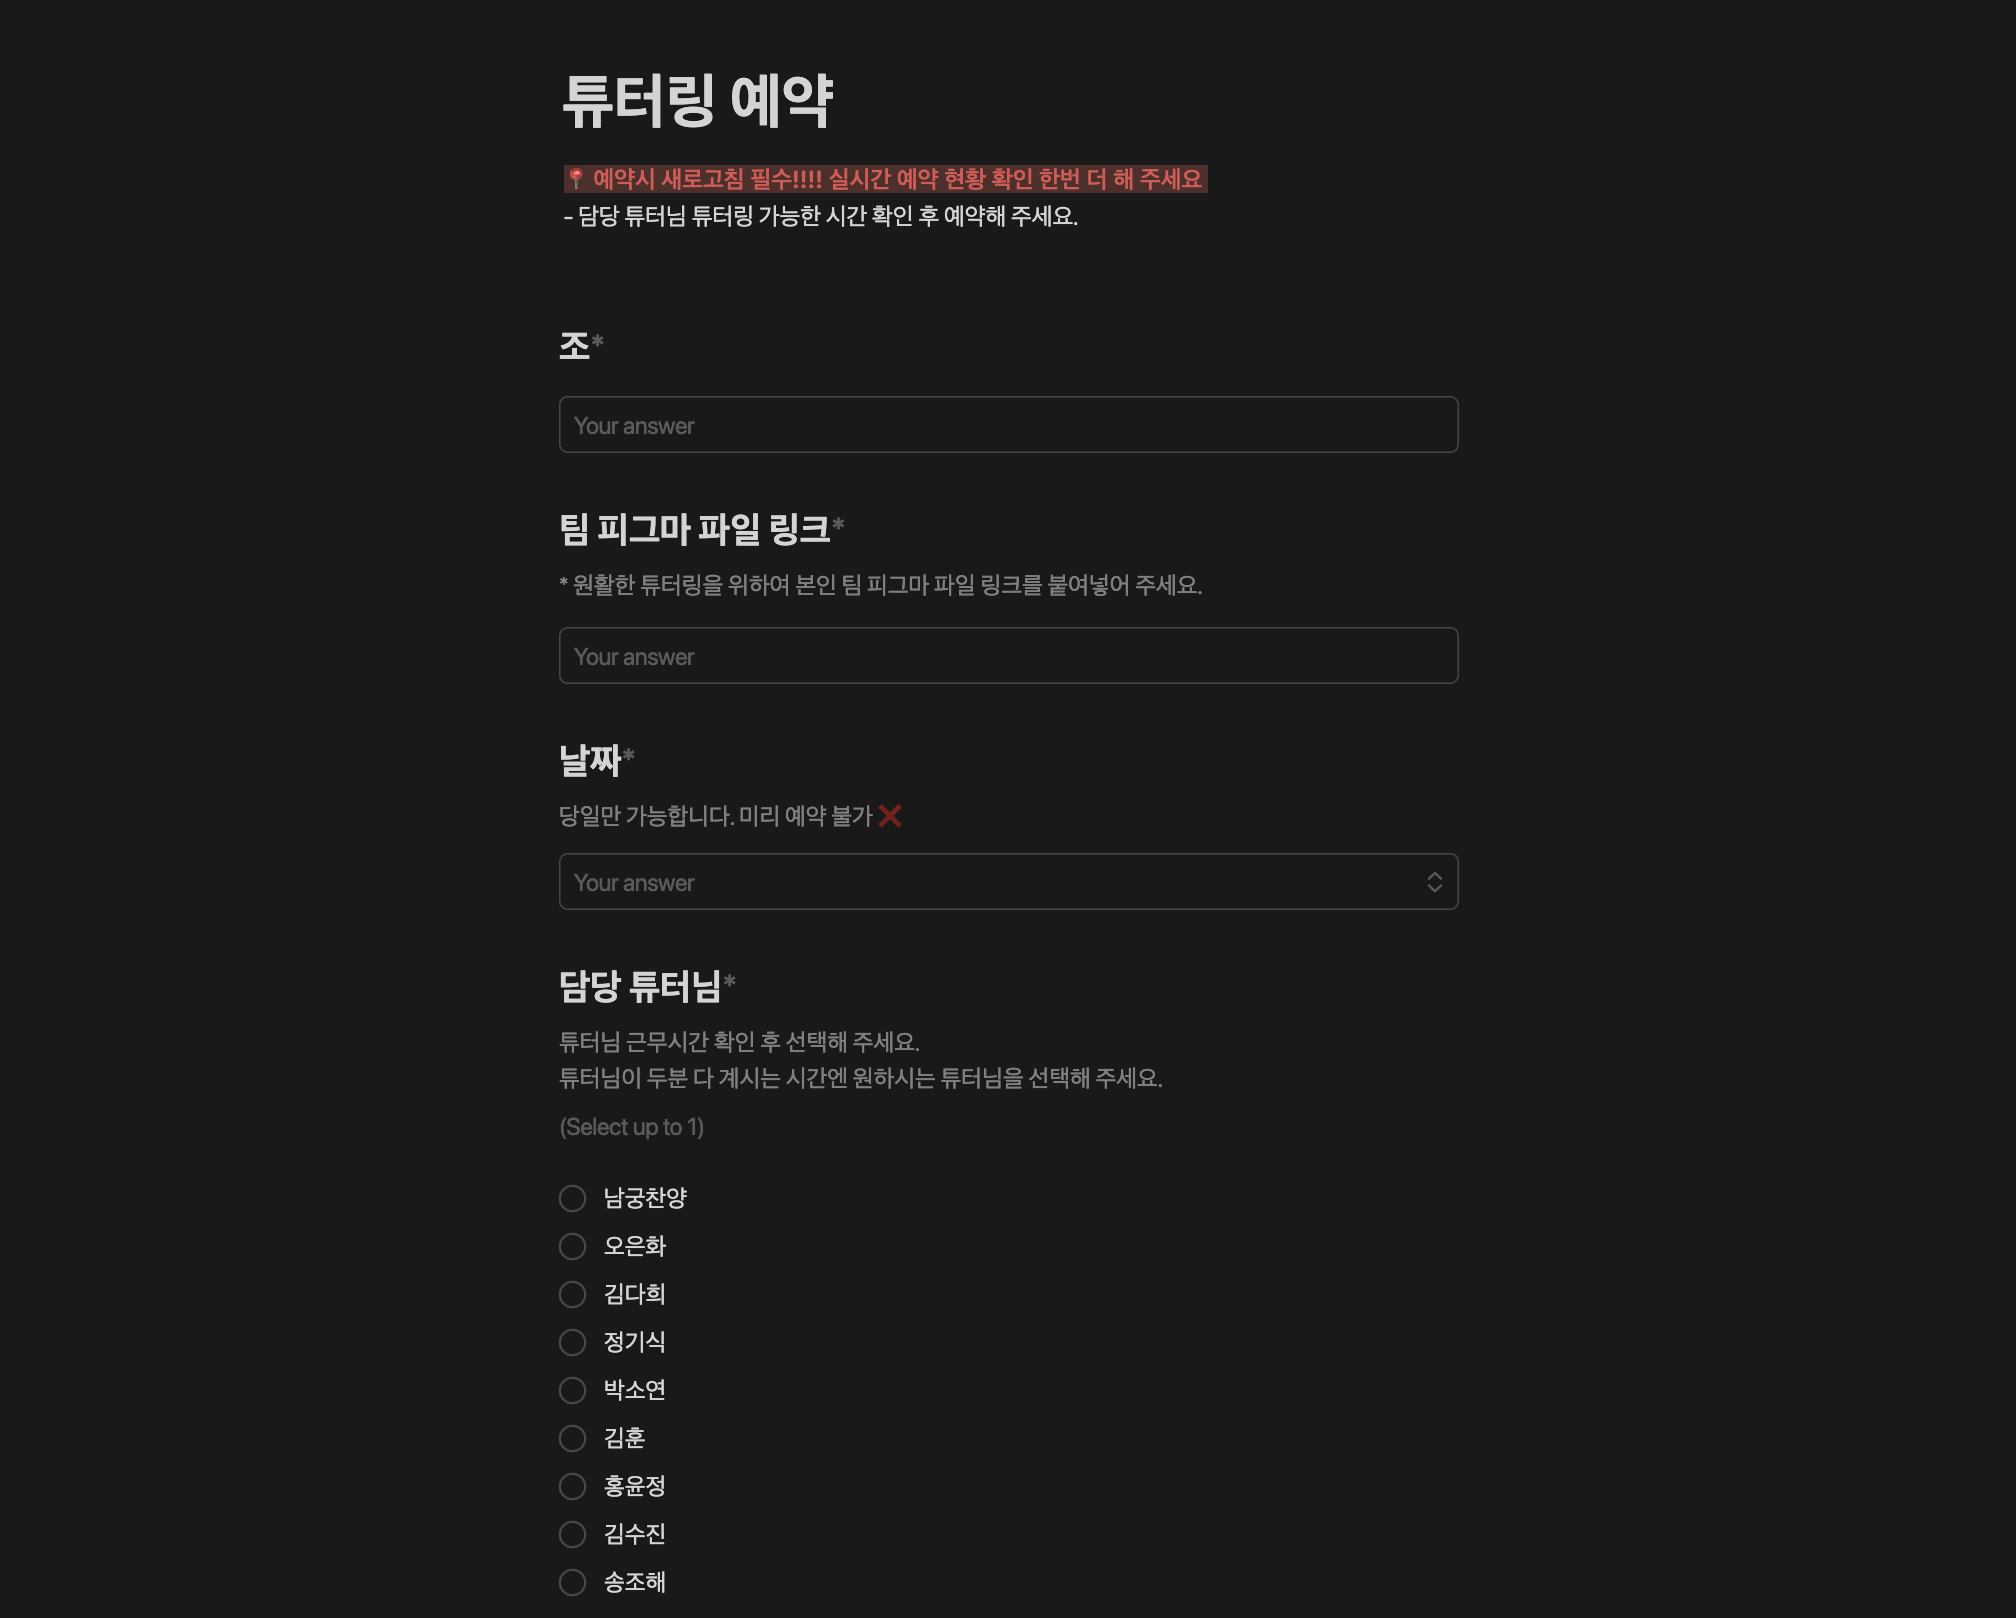 튜터링 예약
📍 예약시 새로고침 필수!!!! 실시간 예약 현황 확인 한번 더 해 주세요
- 담당 튜터님 튜터링 가능한 시간 확인 후 예약해 주세요.
조*
Your answer
팀 피그마 파일 링크*
* 원활한 튜터링을 위하여 본인 팀 피그마 파일 링크를 붙여넣어 주세요.
Your answer
날짜*
당일만 가능합니다. 미리 예약 불가 ❌
Your answer
담당 튜터님*
튜터님 근무시간 확인 후 선택해 주세요.
튜터님이 두분 다 계시는 시간엔 원하시는 튜터님을 선택해 주세요.
(Select up to 1)
남궁찬양
오은화
김다희
정기식
박소연
김훈
홍윤정
김수진
송조해